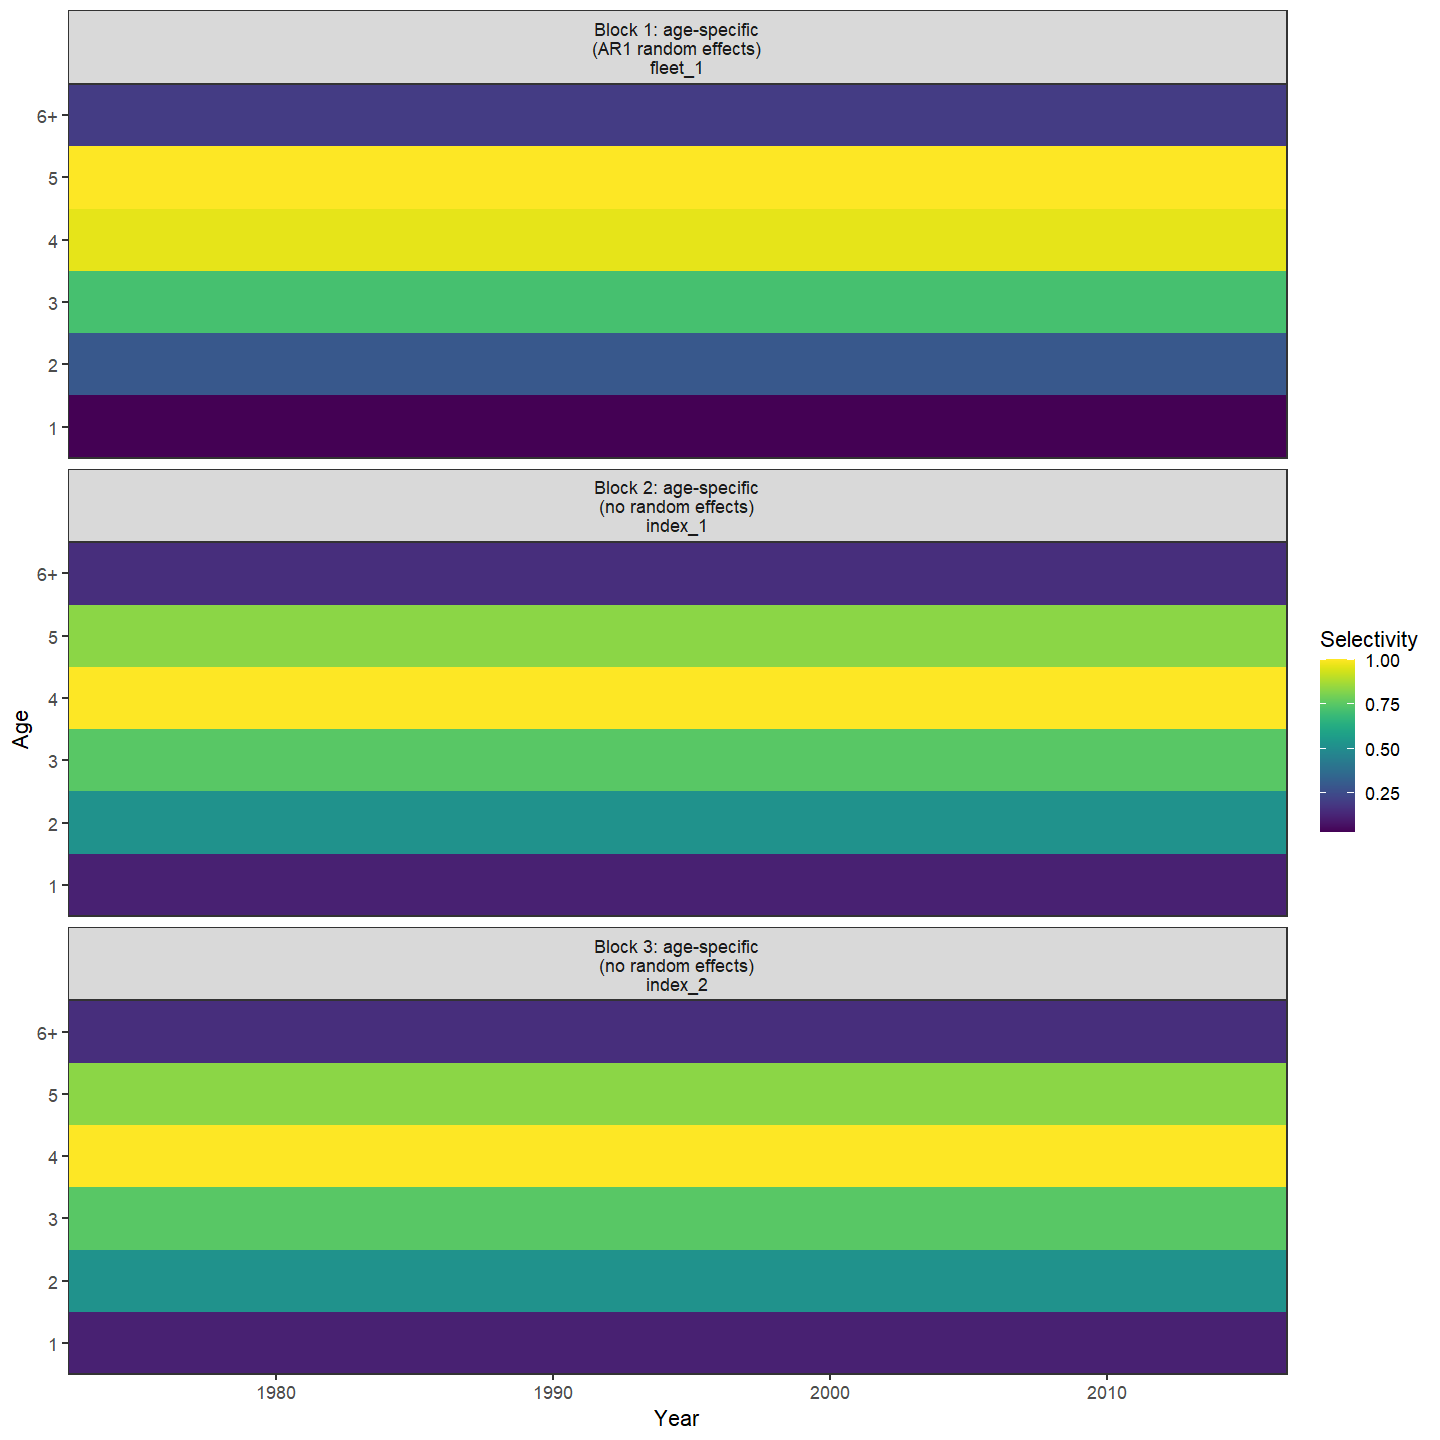 Block 1: age-specific
(AR1 random effects)
fleet_1
6+
5
4
3
2
1
Block 2: age-specific
(no random effects)
index_1
6+
5
4
3
2
1
Block 3: age-specific
(no random effects)
index_2
6+
5
4
3
2
1
1980 1990 2000 2010
Year
Age
Selectivity
1.00
0.75
0.50
0.25